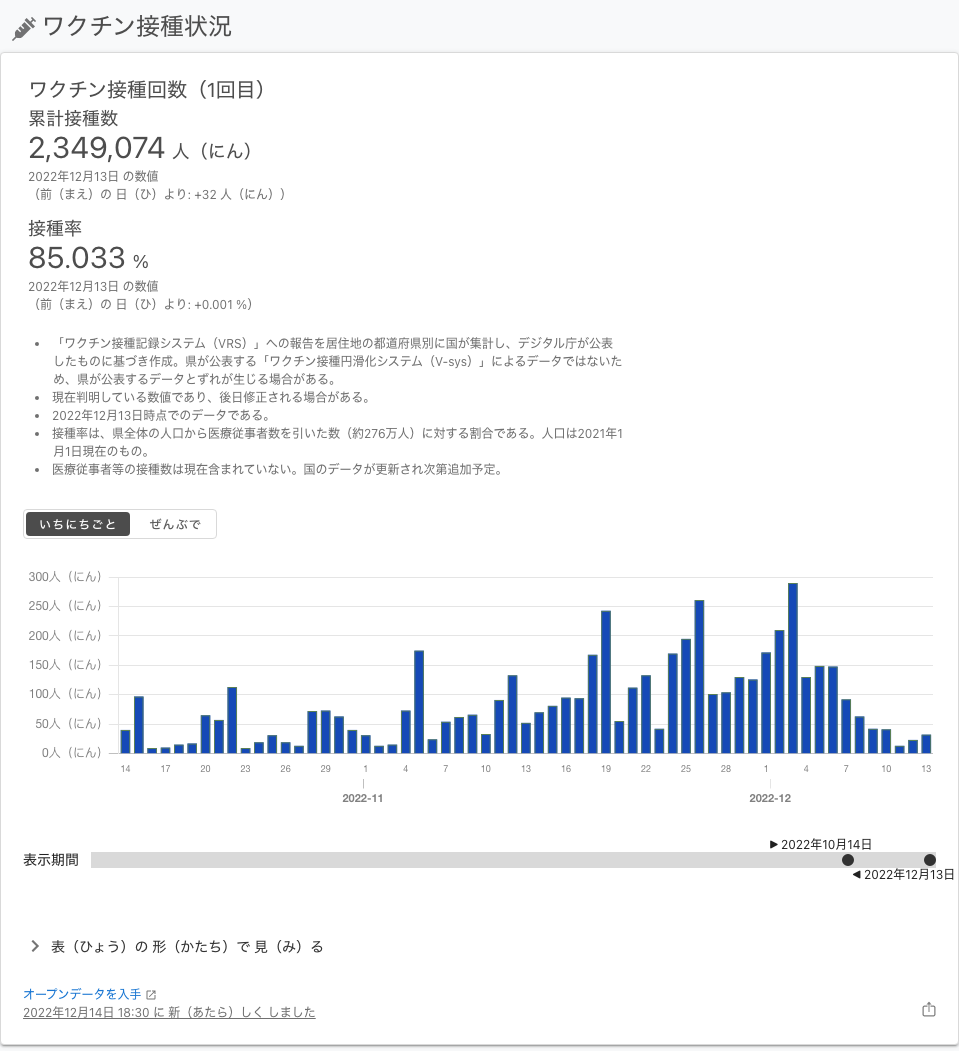 ワクチン接種状況
ワクチン接種回数（1回目）
累計接種数
2,349,074 人（にん）
2022年12月13日 の数値
（前（まえ）の 日（ひ）より: +32 人（にん））
接種率
85.033 %
2022年12月13日 の数値
（前（まえ）の 日（ひ）より: +0.001 %）
• 「ワクチン接種記録システム（VRS）」への報告を居住地の都道府県別に国が集計し、デジタル庁が公表
したものに基づき作成。県が公表する「ワクチン接種円滑化システム（V-sys）」によるデータではないた
め、県が公表するデータとずれが生じる場合がある。
• 現在判明している数値であり、後日修正される場合がある。
• 2022年12月13日時点でのデータである。
• 接種率は、県全体の人口から医療従事者数を引いた数（約276万人）に対する割合である。人口は2021年1
月1日現在のもの。
• 医療従事者等の接種数は現在含まれていない。国のデータが更新され次第追加予定。
いちにちごと ぜんぶで
300人（にん）
250人（にん）
200人（にん）
150人（にん）
100人（にん）
50人（にん）
0人（にん）
14 17 20 23 26 29 1 4 7 10 13 16 19 22 25 28 1 4 7 10 13
2022-11 2022-12
▶ 2022年10月14日
表示期間
◀ 2022年12月13日
表（ひょう）の 形（かたち）で 見（み）る
オープンデータを入手
2022年12月14日 18:30 に 新（あたら）しく しました